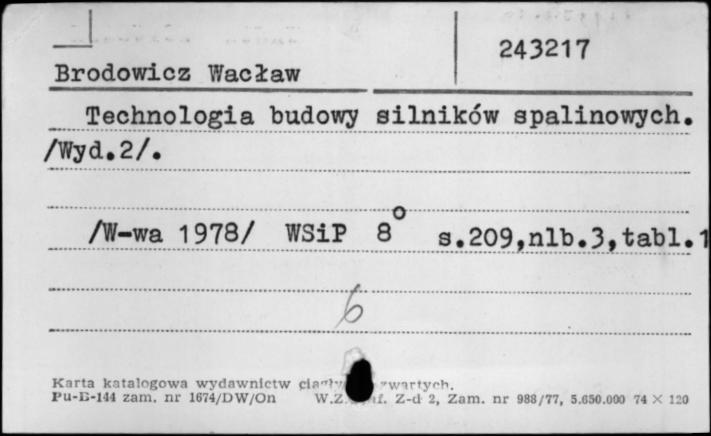 243217
Brodowicz Wacław
Technologia budowy silników spalinowych.
/Wyd.2/.
/W-wa 1978/ WSiP 8° s.209,nlb.3,tabl.1
6
Karta katalogowa wydawnictw
Pu-B-144 zam. nr 1674/DW/On W.Z. Z-d 2, Zam. nr 988/77, 5.650.000 74 × 120